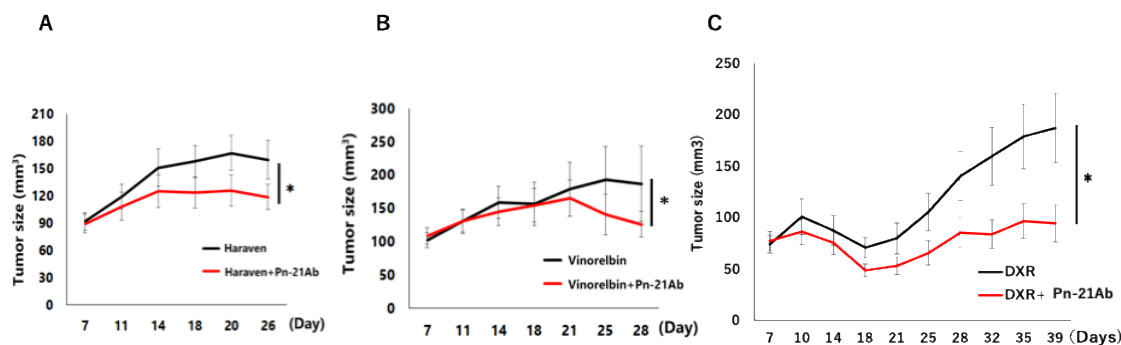 A
Tumor size (mm³)
210
180
150
120
90
60
30
0
7 11 14 18 20 26 (Day)
Haraven
Haraven+Pn-21Ab
*
B
Tumor size (mm³)
300
250
200
150
100
50
0
7 11 14 18 21 25 28 (Day)
Vinorelbin
Vinorelbin+Pn-21Ab
*
C
Tumor size (mm3)
250
200
150
100
50
0
7 10 14 18 21 25 28 32 35 39 (Days)
DXR
DXR+ Pn-21Ab
*